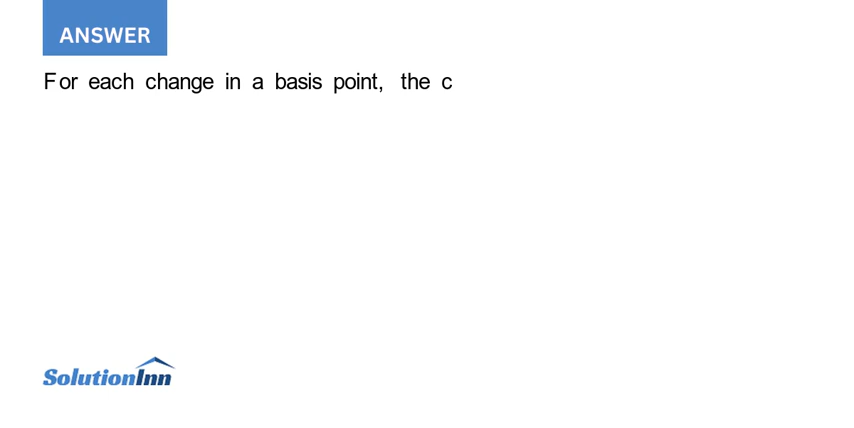 ANSWER
For each change in a basis point, the c
SolutionInn